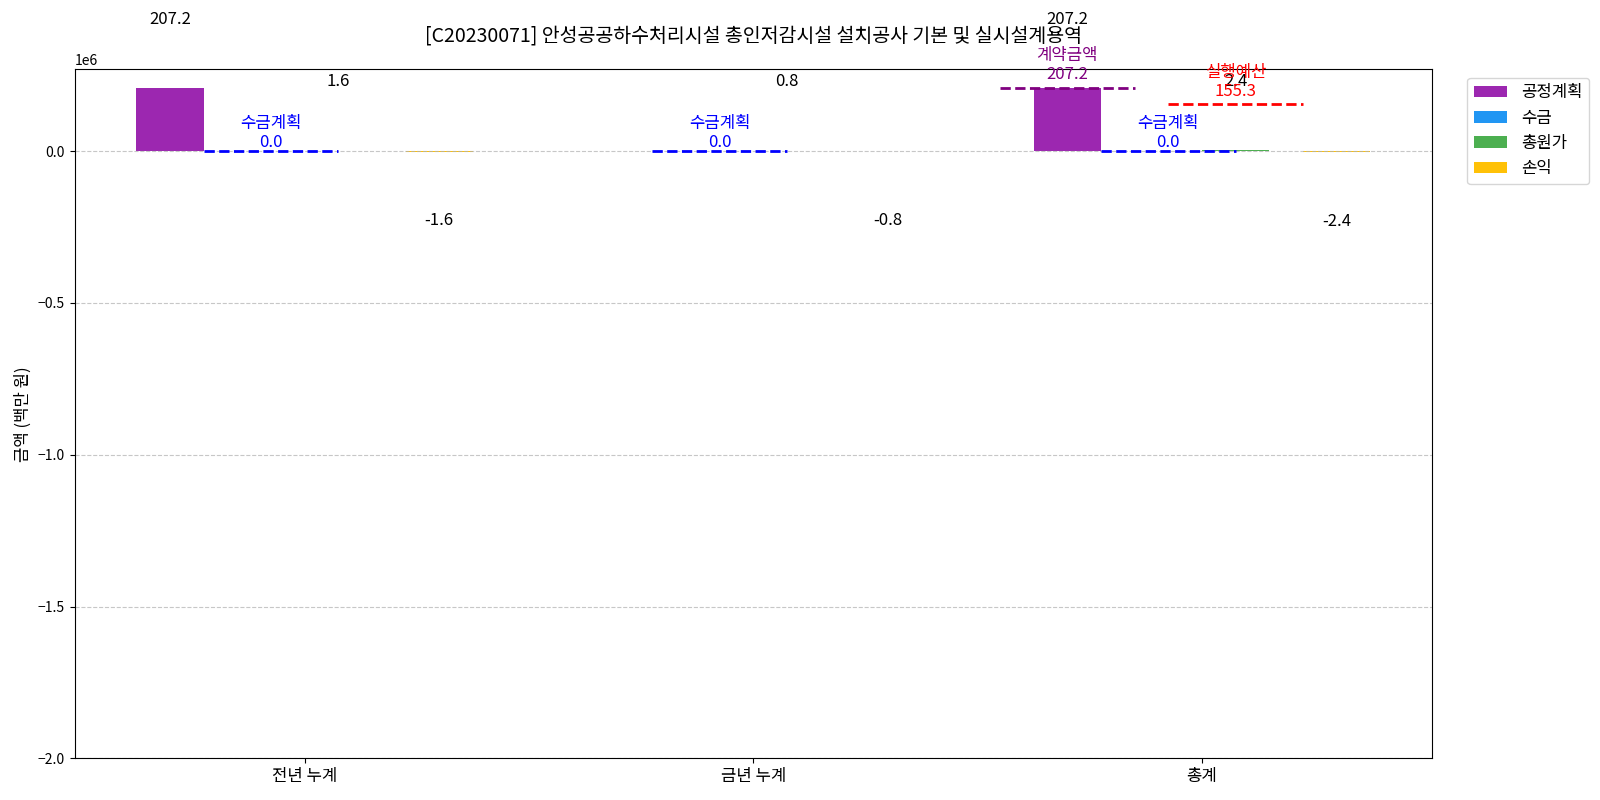 207.2
207.2
[C20230071] 안성공공하수처리시설 총인저감시설 설치공사 기본 및 실시설계용역
1e6
계약금액
207.2
실행예산
155.3
1.6
0.8
2.4
수금계획
0.0
수금계획
0.0
수금계획
0.0
-1.6
-0.8
-2.4
공정계획
수금
총원가
손익
금액 (백만 원)
0.0
−0.5
−1.0
−1.5
−2.0
전년 누계
금년 누계
총계